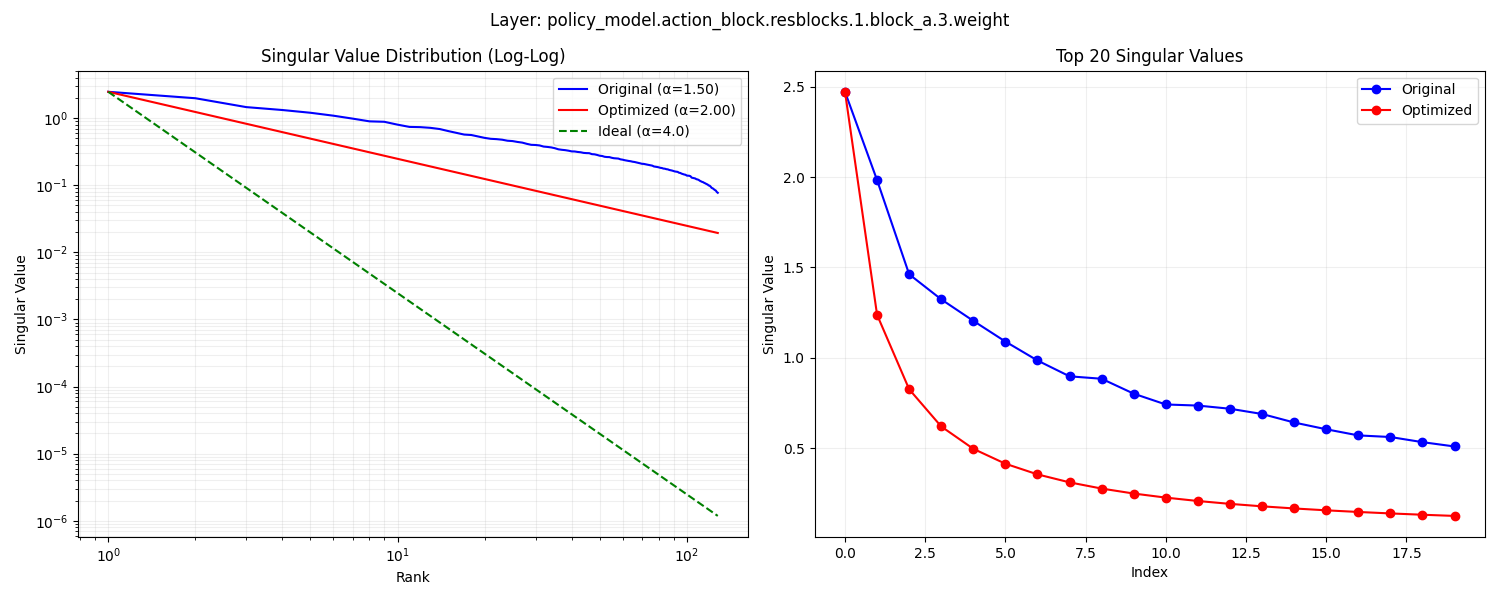 Layer: policy_model.action_block.resblocks.1.block_a.3.weight
Singular Value Distribution (Log-Log)
Original (α=1.50)
Optimized (α=2.00)
Ideal (α=4.0)
Singular Value
10⁰
10⁻¹
10⁻²
10⁻³
10⁻⁴
10⁻⁵
10⁻⁶
10⁰ 10¹ 10²
Rank
Top 20 Singular Values
Original
Optimized
Singular Value
2.5
2.0
1.5
1.0
0.5
0.0 2.5 5.0 7.5 10.0 12.5 15.0 17.5
Index